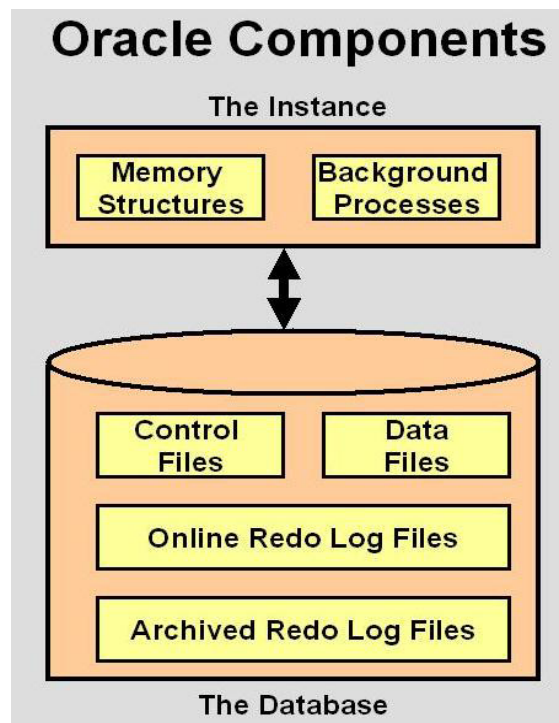 Oracle Components
The Instance
Memory
Structures
Background
Processes
Control
Files
Data
Files
Online Redo Log Files
Archived Redo Log Files
The Database